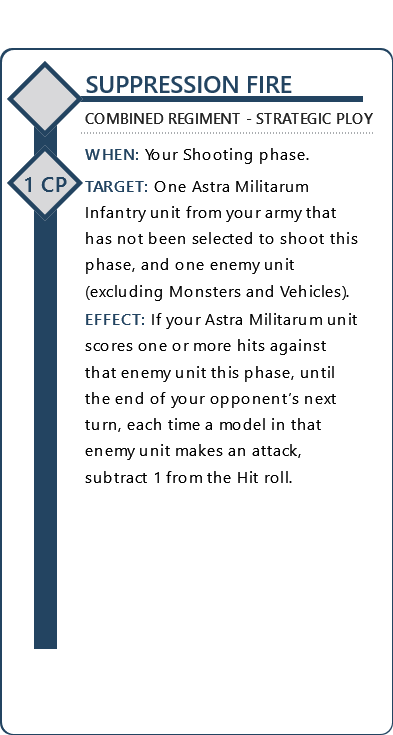 SUPPRESSION FIRE
COMBINED REGIMENT - STRATEGIC PLOY
WHEN: Your Shooting phase.
1 CP
TARGET: One Astra Militarum
Infantry unit from your army that
has not been selected to shoot this
phase, and one enemy unit
(excluding Monsters and Vehicles).
EFFECT: If your Astra Militarum unit
scores one or more hits against
that enemy unit this phase, until
the end of your opponent’s next
turn, each time a model in that
enemy unit makes an attack,
subtract 1 from the Hit roll.